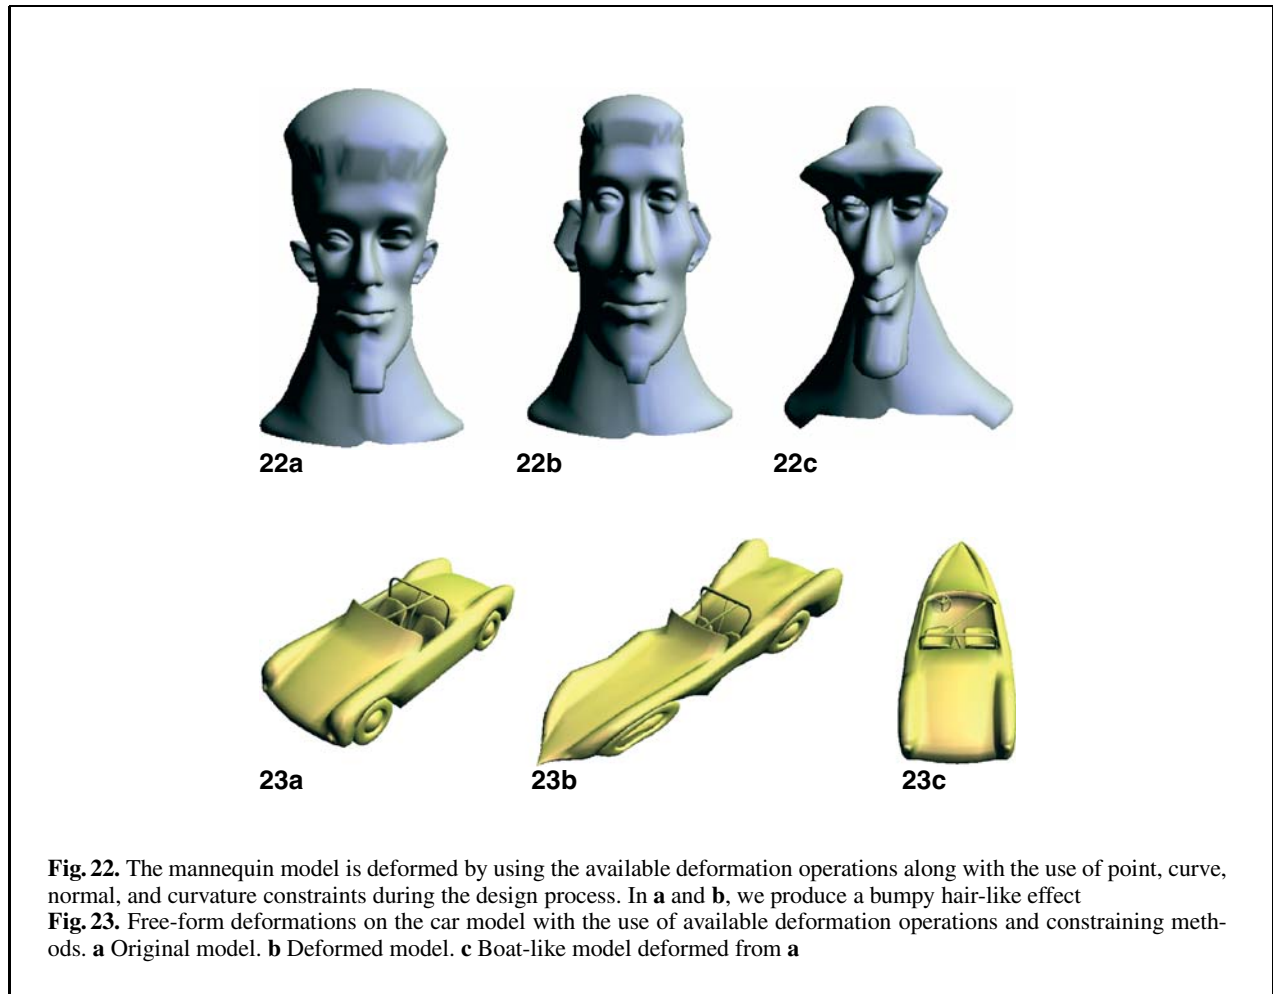 22a 22b 22c
23a 23b 23c
Fig. 22. The mannequin model is deformed by using the available deformation operations along with the use of point, curve,
normal, and curvature constraints during the design process. In a and b, we produce a bumpy hair-like effect
Fig. 23. Free-form deformations on the car model with the use of available deformation operations and constraining meth-
ods. a Original model. b Deformed model. c Boat-like model deformed from a